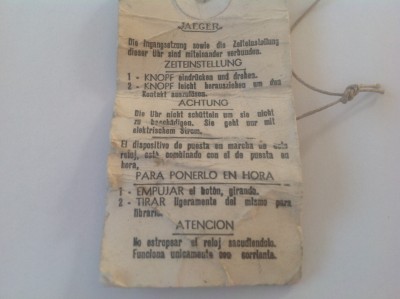 JAEGER
Die Ingangsetzung sowie die Zeiteinstellung
dieser Uhr sind miteinander verbunden.
ZEITEINSTELLUNG
1 - KNOPF eindrücken und drehen.
2 - KNOPF leicht heranziehen um den
Kontakt auszulösen.
ACHTUNG
Die Uhr nicht schütteln um sie nicht
zu beschädigen. Sie geht nur mit
elektrischem Strom.
El dispositivo de puesta en marcha de este
reloj, está combinado con el de puesta en
hora,
PARA PONERLO EN HORA
1 - EMPUJAR el botón, girando.
2 - TIRAR ligeramente del mismo para
librarlo.
ATENCION
No estropear el reloj sacudiendolo.
Funciona unicamente con corriente.